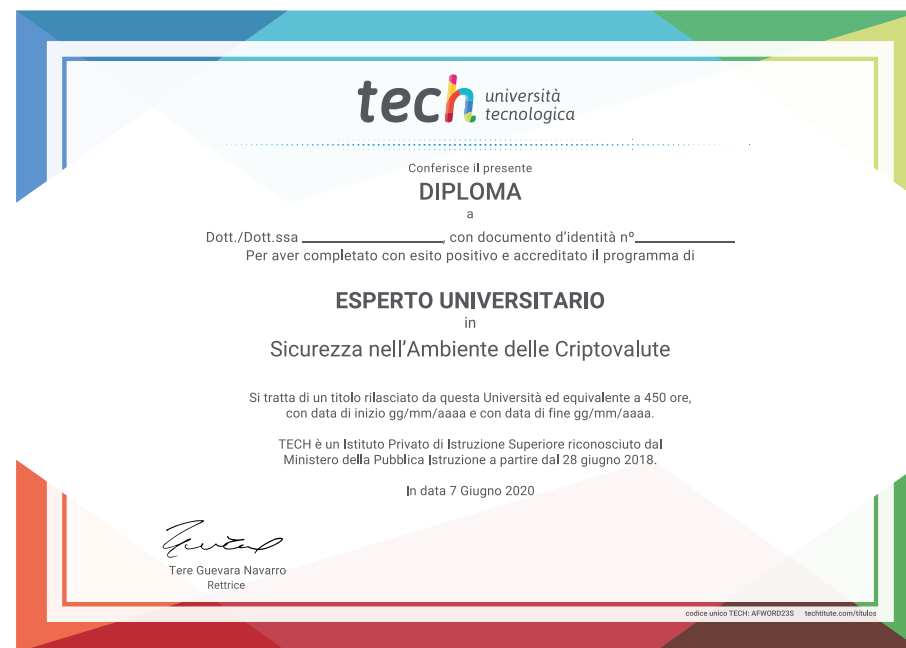 tech università
tecnologica
Conferisce il presente
DIPLOMA
a
Dott./Dott.ssa ___________________, con documento d'identità nº_____________
Per aver completato con esito positivo e accreditato il programma di
ESPERTO UNIVERSITARIO
in
Sicurezza nell'Ambiente delle Criptovalute
Si tratta di un titolo rilasciato da questa Università ed equivalente a 450 ore,
con data di inizio gg/mm/aaaa e con data di fine gg/mm/aaaa.
TECH è un Istituto Privato di Istruzione Superiore riconosciuto dal
Ministero della Pubblica Istruzione a partire dal 28 giugno 2018.
In data 7 Giugno 2020
Tere Guevara Navarro
Rettrice
codice unico TECH: AFWORD23S techtitute.com/títulos